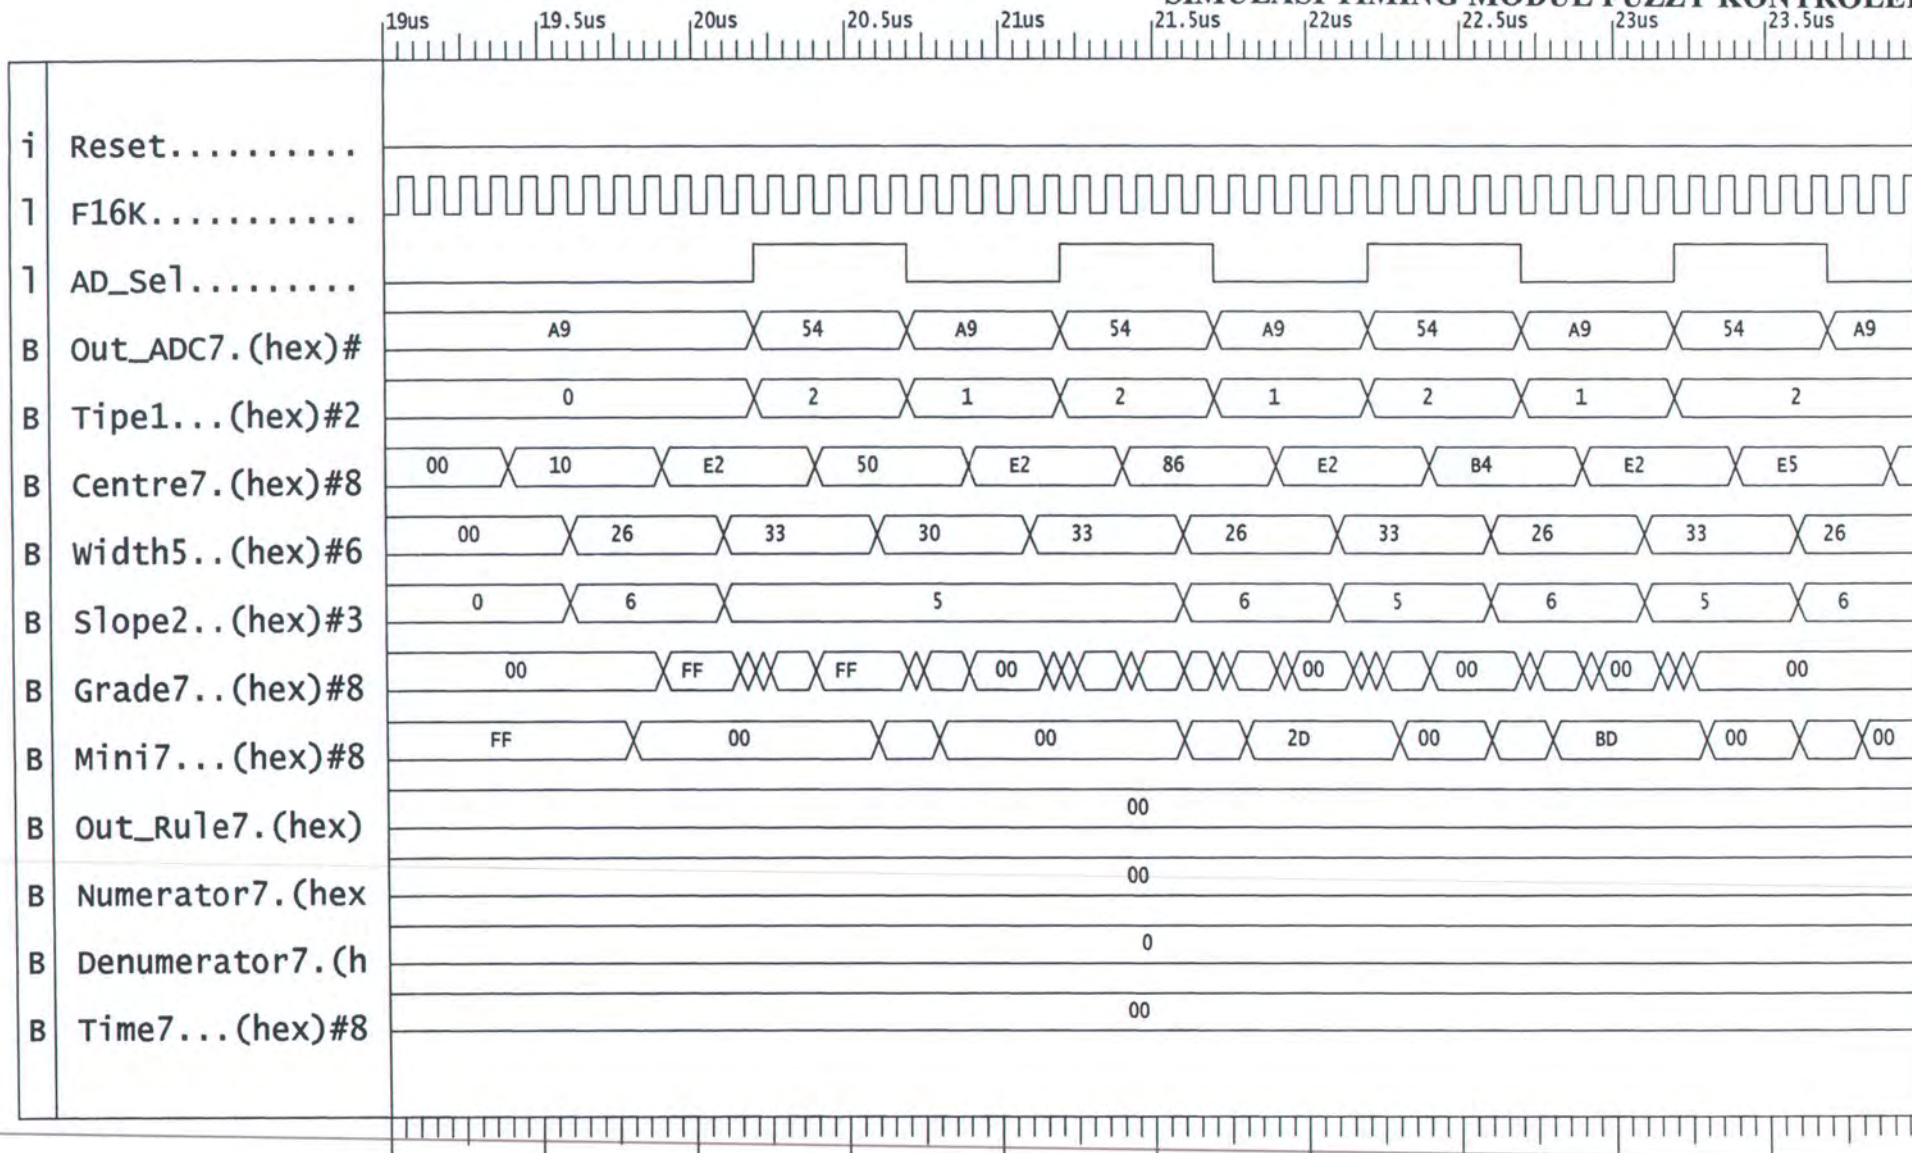 SIMULASI TIMING MODUL FUZZY KONTROLER
19us 19.5us 20us 20.5us 21us 21.5us 22us 22.5us 23us 23.5us
i Reset..........
l F16K...........
l AD_Sel.........
B Out_ADC7.(hex)# A9 54 A9 54 A9 54 A9 54 A9
B Tipe1...(hex)#2 0 2 1 2 1 2 1 2
B Centre7.(hex)#8 00 10 E2 50 E2 86 E2 B4 E2 E5
B Width5..(hex)#6 00 26 33 30 33 26 33 26 33 26
B Slope2..(hex)#3 0 6 5 6 5 6 5 6
B Grade7..(hex)#8 00 FF FF 00 00 00 00 00
B Mini7...(hex)#8 FF 00 00 2D 00 BD 00 00
B Out_Rule7.(hex) 00
B Numerator7.(hex 00
B Denumerator7.(h 0
B Time7...(hex)#8 00